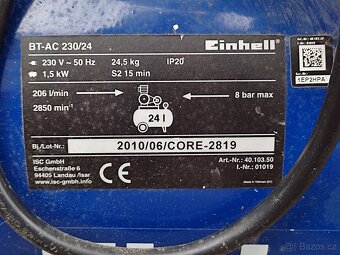 BT-AC 230/24
Einhell
230 V ~ 50 Hz 24,5 kg IP20
1,5 kW S2 15 min
206 l/min 8 bar max
2850 min⁻¹
24 l
Bj./Lot-Nr.: 2010/06/CORE-2819
ISC GmbH
Eschenstraße 6
94405 Landau /Isar
www.isc-gmbh.info
CE
Art.-Nr.: 40.103.50
I.-Nr.: 01019
1EP2HPA
Bazoš.cz